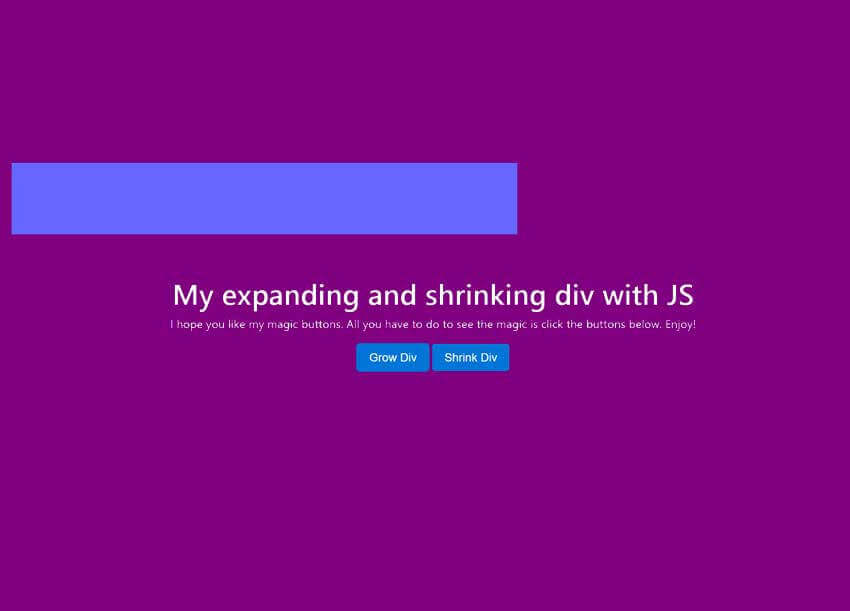 My expanding and shrinking div with JS
I hope you like my magic buttons. All you have to do to see the magic is click the buttons below. Enjoy!
Grow Div Shrink Div